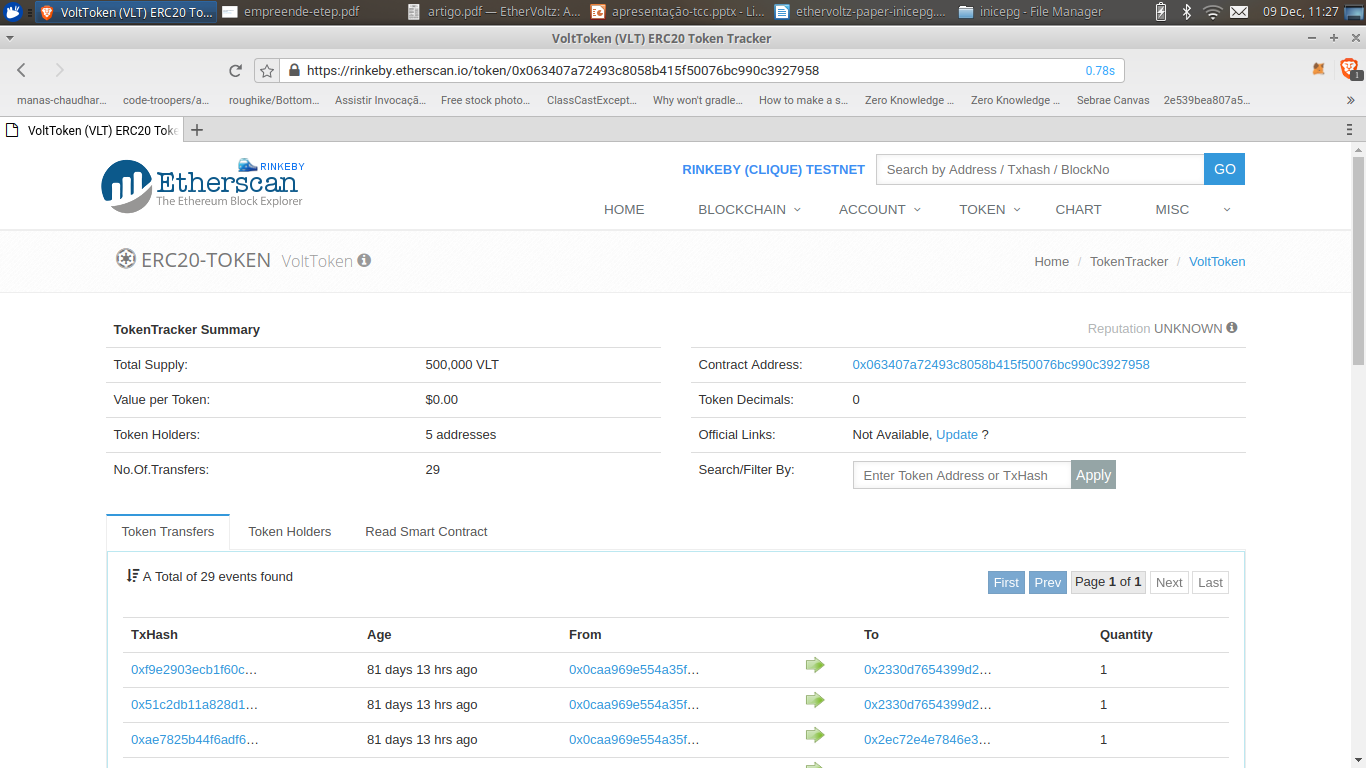 VoltToken (VLT) ERC20 To...
empreende-etep.pdf
artigo.pdf — EtherVoltz: A...
apresentação-tcc.pptx - Li...
ethervoltz-paper-inicepg....
inicepg - File Manager
09 Dec, 11:27
VoltToken (VLT) ERC20 Token Tracker
https://rinkeby.etherscan.io/token/0x063407a72493c8058b415f50076bc990c3927958
0.78s
1
manas-chaudhar...
code-troopers/a...
roughike/Bottom...
Assistir Invocaçã...
Free stock photo...
ClassCastExcept...
Why won't gradle...
How to make a s...
Zero Knowledge ...
Zero Knowledge ...
Sebrae Canvas
2e539bea807a5...
VoltToken (VLT) ERC20 Toke
RINKEBY
Etherscan
The Ethereum Block Explorer
RINKEBY (CLIQUE) TESTNET
Search by Address / Txhash / BlockNo
GO
HOME BLOCKCHAIN ACCOUNT TOKEN CHART MISC
ERC20-TOKEN VoltToken
Home / TokenTracker / VoltToken
TokenTracker Summary
Reputation UNKNOWN
Total Supply: 500,000 VLT
Contract Address: 0x063407a72493c8058b415f50076bc990c3927958
Value per Token: $0.00
Token Decimals: 0
Token Holders: 5 addresses
Official Links: Not Available, Update ?
No.Of.Transfers: 29
Search/Filter By: Enter Token Address or TxHash Apply
Token Transfers Token Holders Read Smart Contract
A Total of 29 events found
First Prev Page 1 of 1 Next Last
TxHash Age From To Quantity
0xf9e2903ecb1f60c... 81 days 13 hrs ago 0x0caa969e554a35f... 0x2330d7654399d2... 1
0x51c2db11a828d1... 81 days 13 hrs ago 0x0caa969e554a35f... 0x2330d7654399d2... 1
0xae7825b44f6adf6... 81 days 13 hrs ago 0x0caa969e554a35f... 0x2ec72e4e7846e3... 1